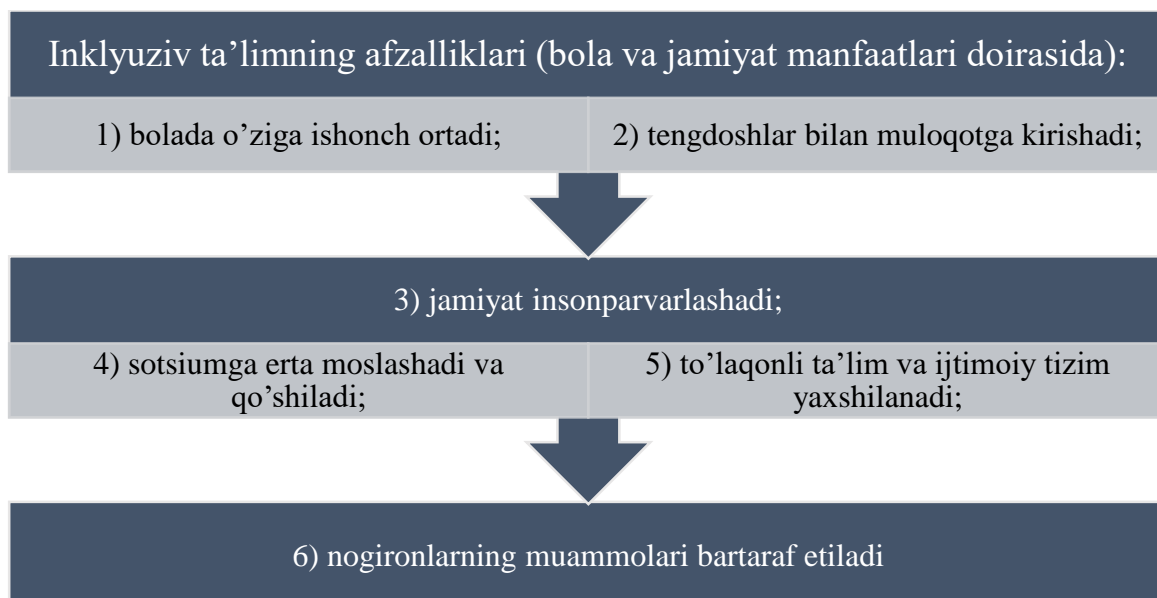 Inklyuziv ta’limning afzalliklari (bola va jamiyat manfaatlari doirasida):
1) bolada o’ziga ishonch ortadi;
2) tengdoshlar bilan muloqotga kirishadi;
3) jamiyat insonparvarlashadi;
4) sotsiumga erta moslashadi va
qo’shiladi;
5) to’laqonli ta’lim va ijtimoiy tizim
yaxshilanadi;
6) nogironlarning muammolari bartaraf etiladi